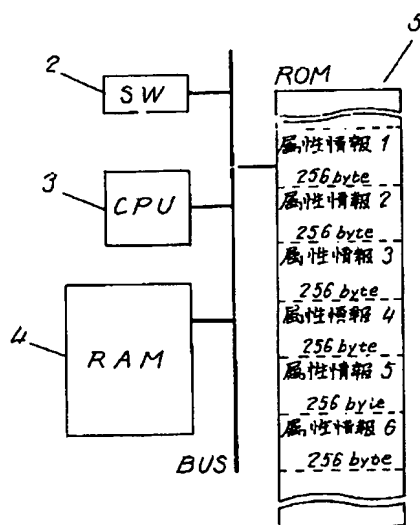 2
SW
3
CPU
4
RAM
BUS
5
ROM
属性情報 1
256 byte
属性情報 2
256 byte
属性情報 3
256 byte
属性情報 4
256 byte
属性情報 5
256 byte
属性情報 6
256 byte